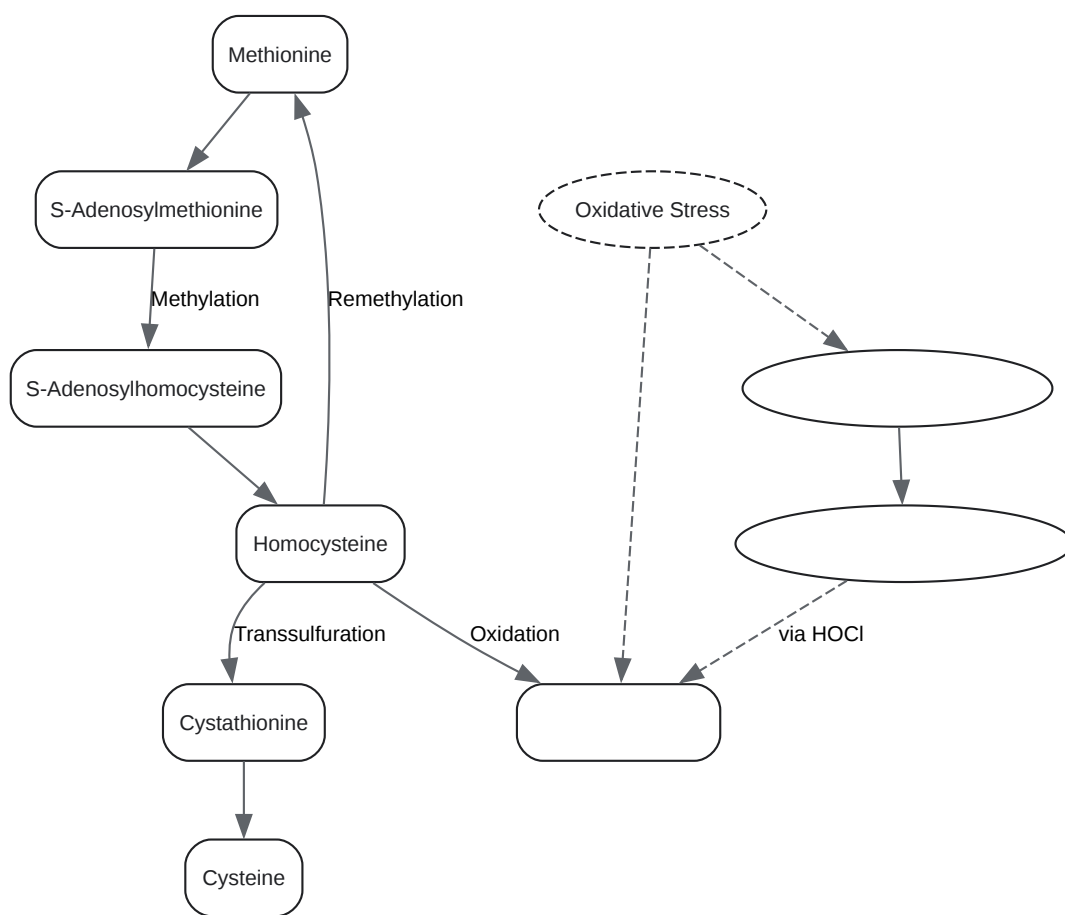 Methionine
S-Adenosylmethionine
Oxidative Stress
Methylation
Remethylation
S-Adenosylhomocysteine
Homocysteine
Transsulfuration
Oxidation
via HOCl
Cystathionine
Cysteine